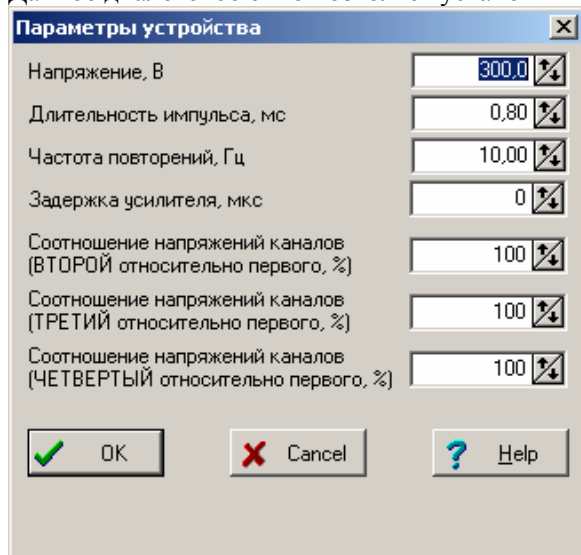 Параметры устройства
Напряжение, В 300,0
Длительность импульса, мс 0,80
Частота повторений, Гц 10,00
Задержка усилителя, мкс 0
Соотношение напряжений каналов
(ВТОРОЙ относительно первого, %) 100
Соотношение напряжений каналов
(ТРЕТИЙ относительно первого, %) 100
Соотношение напряжений каналов
(ЧЕТВЕРТЫЙ относительно первого, %) 100
OK Cancel Help